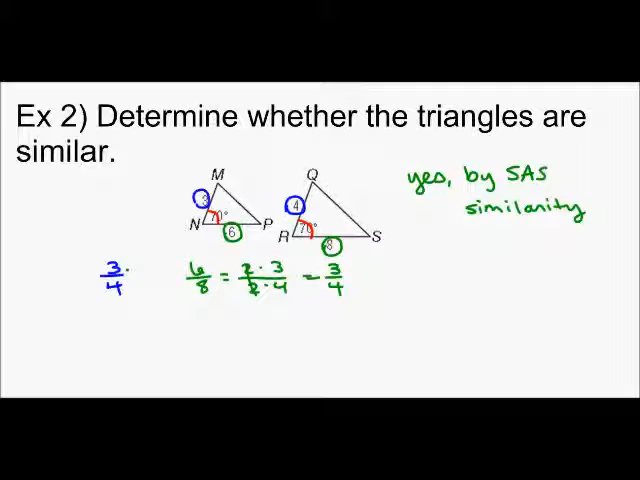 Ex 2) Determine whether the triangles are
similar.
yes, by SAS
similarity
M
3
70°
N
6
P
Q
4
70°
R
8
S
3/4
6/8 = 2·3/2·4 = 3/4